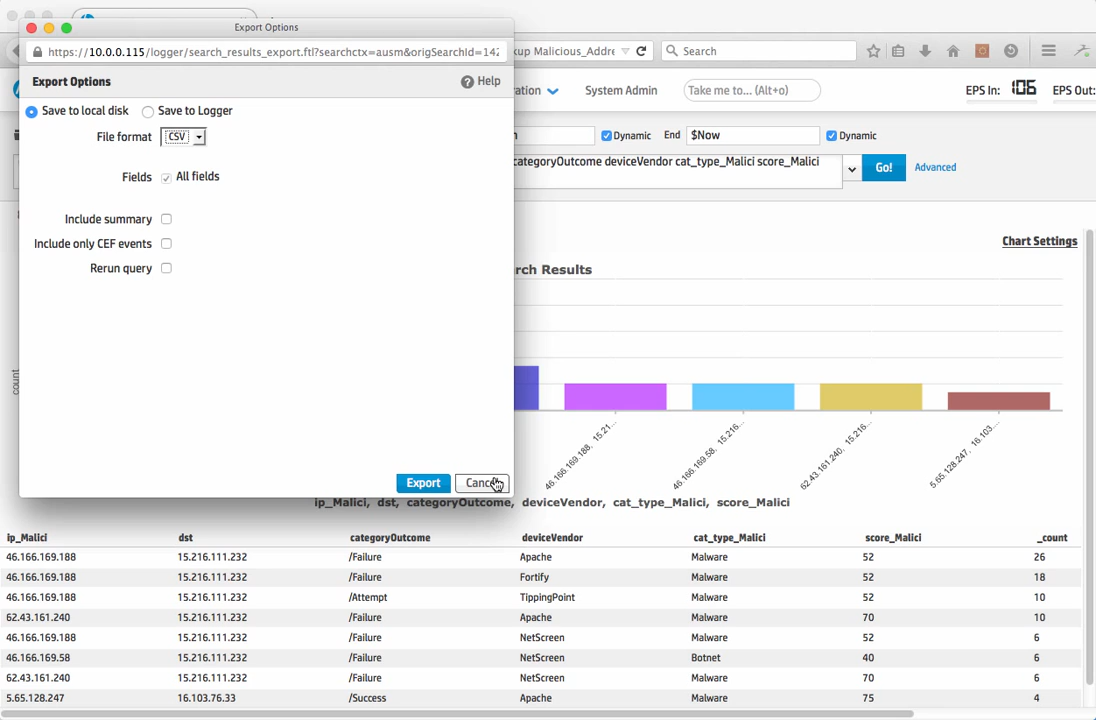 Export Options
https://10.0.0.115/logger/search_results_export.ftl?searchctx=ausm&origSearchId=142
Malicious_Addre
Search
Export Options
Help
System Admin
Take me to... (Alt+o)
EPS In: 106
EPS Out:
Save to local disk
Save to Logger
File format CSV
Dynamic
End
$Now
Dynamic
categoryOutcome deviceVendor cat_type_Malici score_Malici
Go!
Advanced
Fields
All fields
Include summary
Include only CEF events
Rerun query
Chart Settings
rch Results
count
46.166.169.188, 15.21...
46.166.169.58, 15.216...
62.43.161.240, 15.216...
5.65.128.247, 16.103....
Export
Cancel
ip_Malici, dst, categoryOutcome, deviceVendor, cat_type_Malici, score_Malici
ip_Malici dst categoryOutcome deviceVendor cat_type_Malici score_Malici _count
46.166.169.188 15.216.111.232 /Failure Apache Malware 52 26
46.166.169.188 15.216.111.232 /Failure Fortify Malware 52 18
46.166.169.188 15.216.111.232 /Attempt TippingPoint Malware 52 10
62.43.161.240 15.216.111.232 /Failure Apache Malware 70 10
46.166.169.188 15.216.111.232 /Failure NetScreen Malware 52 6
46.166.169.58 15.216.111.232 /Failure NetScreen Botnet 40 6
62.43.161.240 15.216.111.232 /Failure NetScreen Malware 70 6
5.65.128.247 16.103.76.33 /Success Apache Malware 75 4